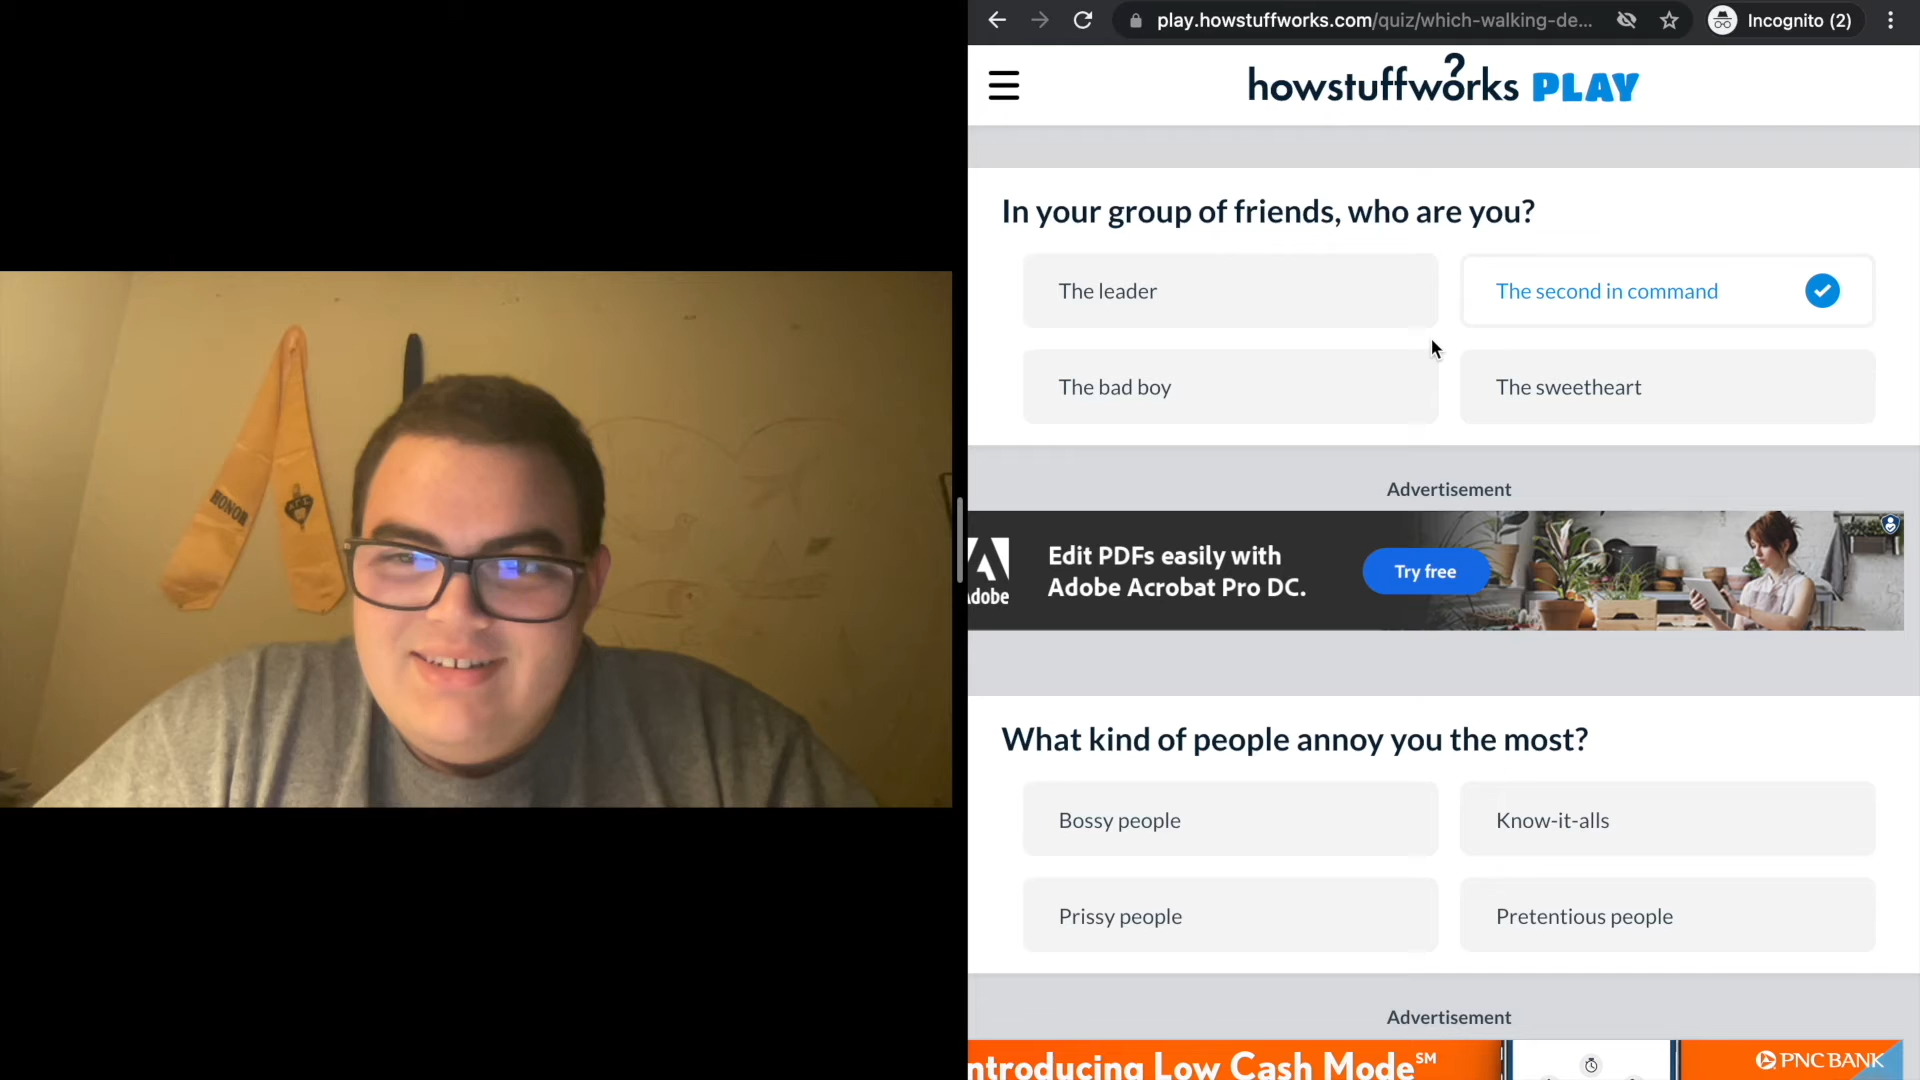 play.howstuffworks.com/quiz/which-walking-de...
Incognito (2)
howstuffworks PLAY
In your group of friends, who are you?
The leader
The second in command
The bad boy
The sweetheart
Advertisement
HONOR
Adobe
Edit PDFs easily with
Adobe Acrobat Pro DC.
Try free
What kind of people annoy you the most?
Bossy people
Know-it-alls
Prissy people
Pretentious people
Advertisement
ntroducing Low Cash Mode℠
PNC BANK